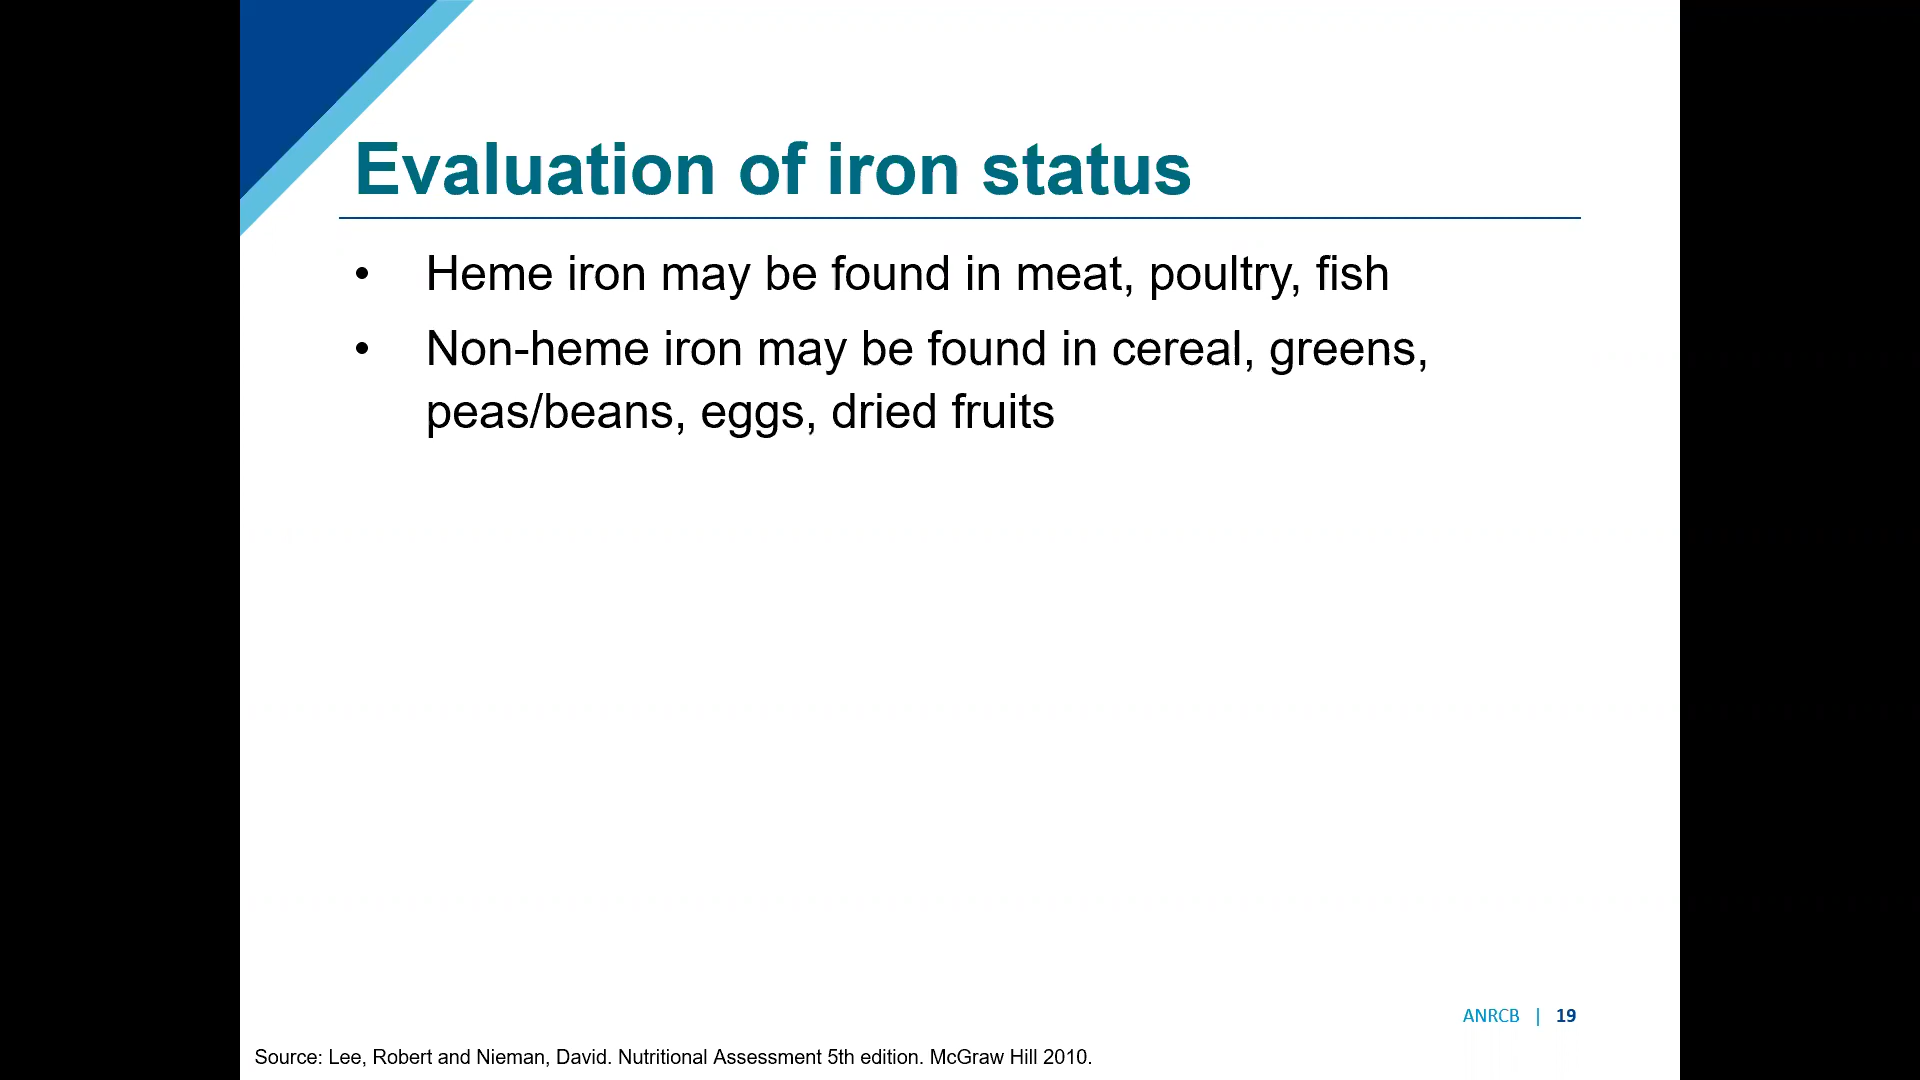 Evaluation of iron status
• Heme iron may be found in meat, poultry, fish
• Non-heme iron may be found in cereal, greens,
peas/beans, eggs, dried fruits
ANRCB | 19
Source: Lee, Robert and Nieman, David. Nutritional Assessment 5th edition. McGraw Hill 2010.